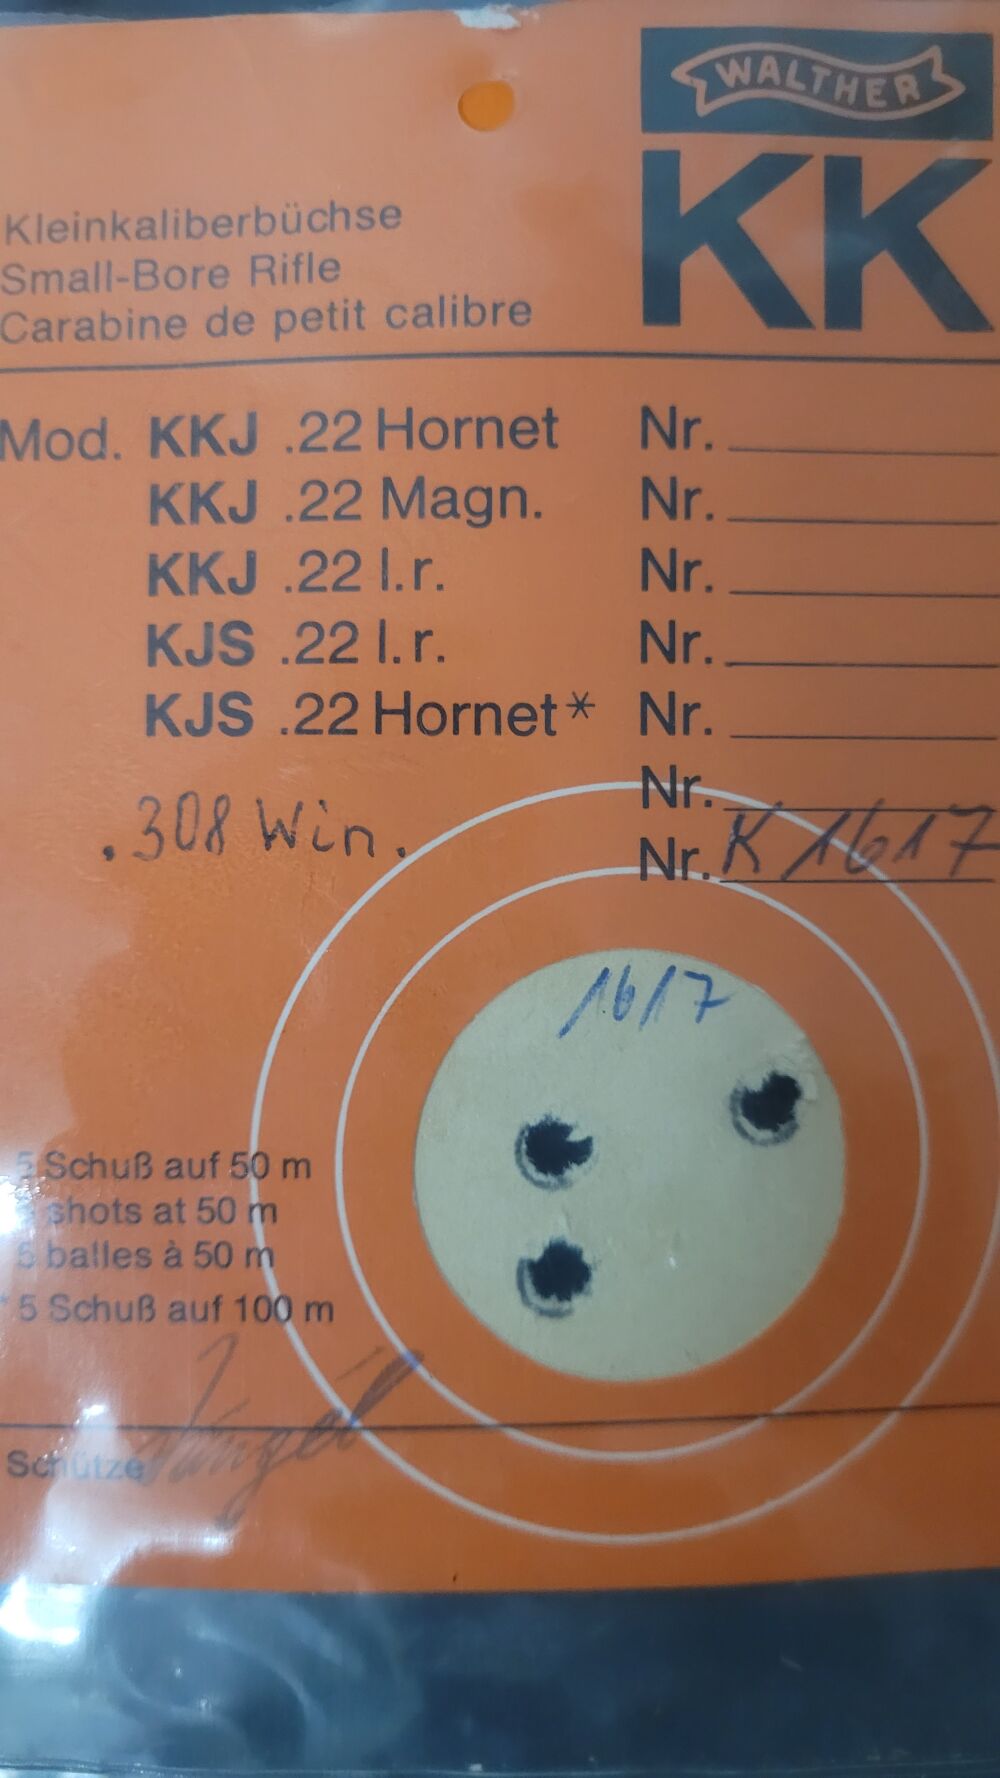 WALTHER
KK
Kleinkaliberbüchse
Small-Bore Rifle
Carabine de petit calibre
Mod. KKJ .22 Hornet Nr.
KKJ .22 Magn. Nr.
KKJ .22 l.r. Nr.
KJS .22 l.r. Nr.
KJS .22 Hornet* Nr.
Nr.
.308 Win. Nr. K 1617
1617
5 Schuß auf 50 m
shots at 50 m
5 balles à 50 m
* 5 Schuß auf 100 m
Schütze